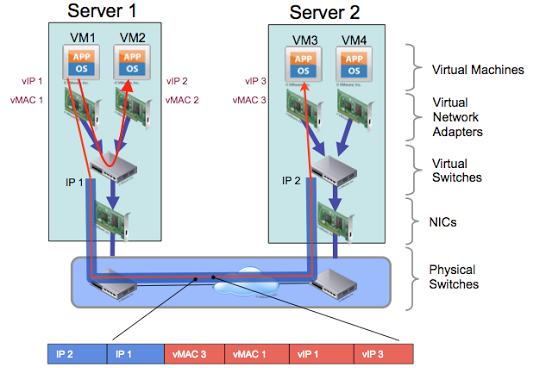 Server 1
Server 2
VM1
VM2
VM3
VM4
APP
OS
APP
OS
APP
OS
APP
OS
vIP 1
vIP 2
vIP 3
vMAC 1
vMAC 2
vMAC 3
IP 1
IP 2
Virtual Machines
Virtual
Network
Adapters
Virtual
Switches
NICs
Physical
Switches
IP 2
IP 1
vMAC 3
vMAC 1
vIP 1
vIP 3